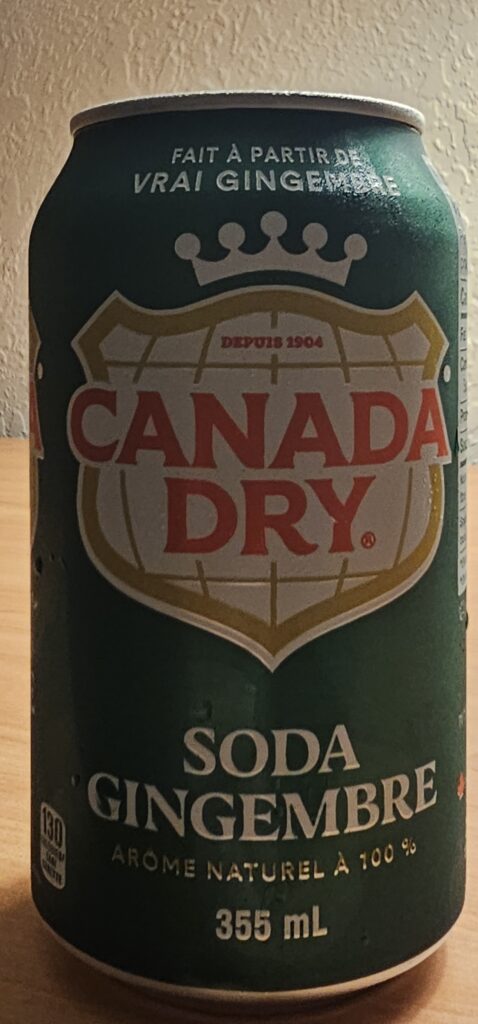 FAIT À PARTIR DE
VRAI GINGEMBRE
DEPUIS 1904
CANADA
DRY®
SODA
GINGEMBRE
ARÔME NATUREL À 100 %
355 mL
130
A